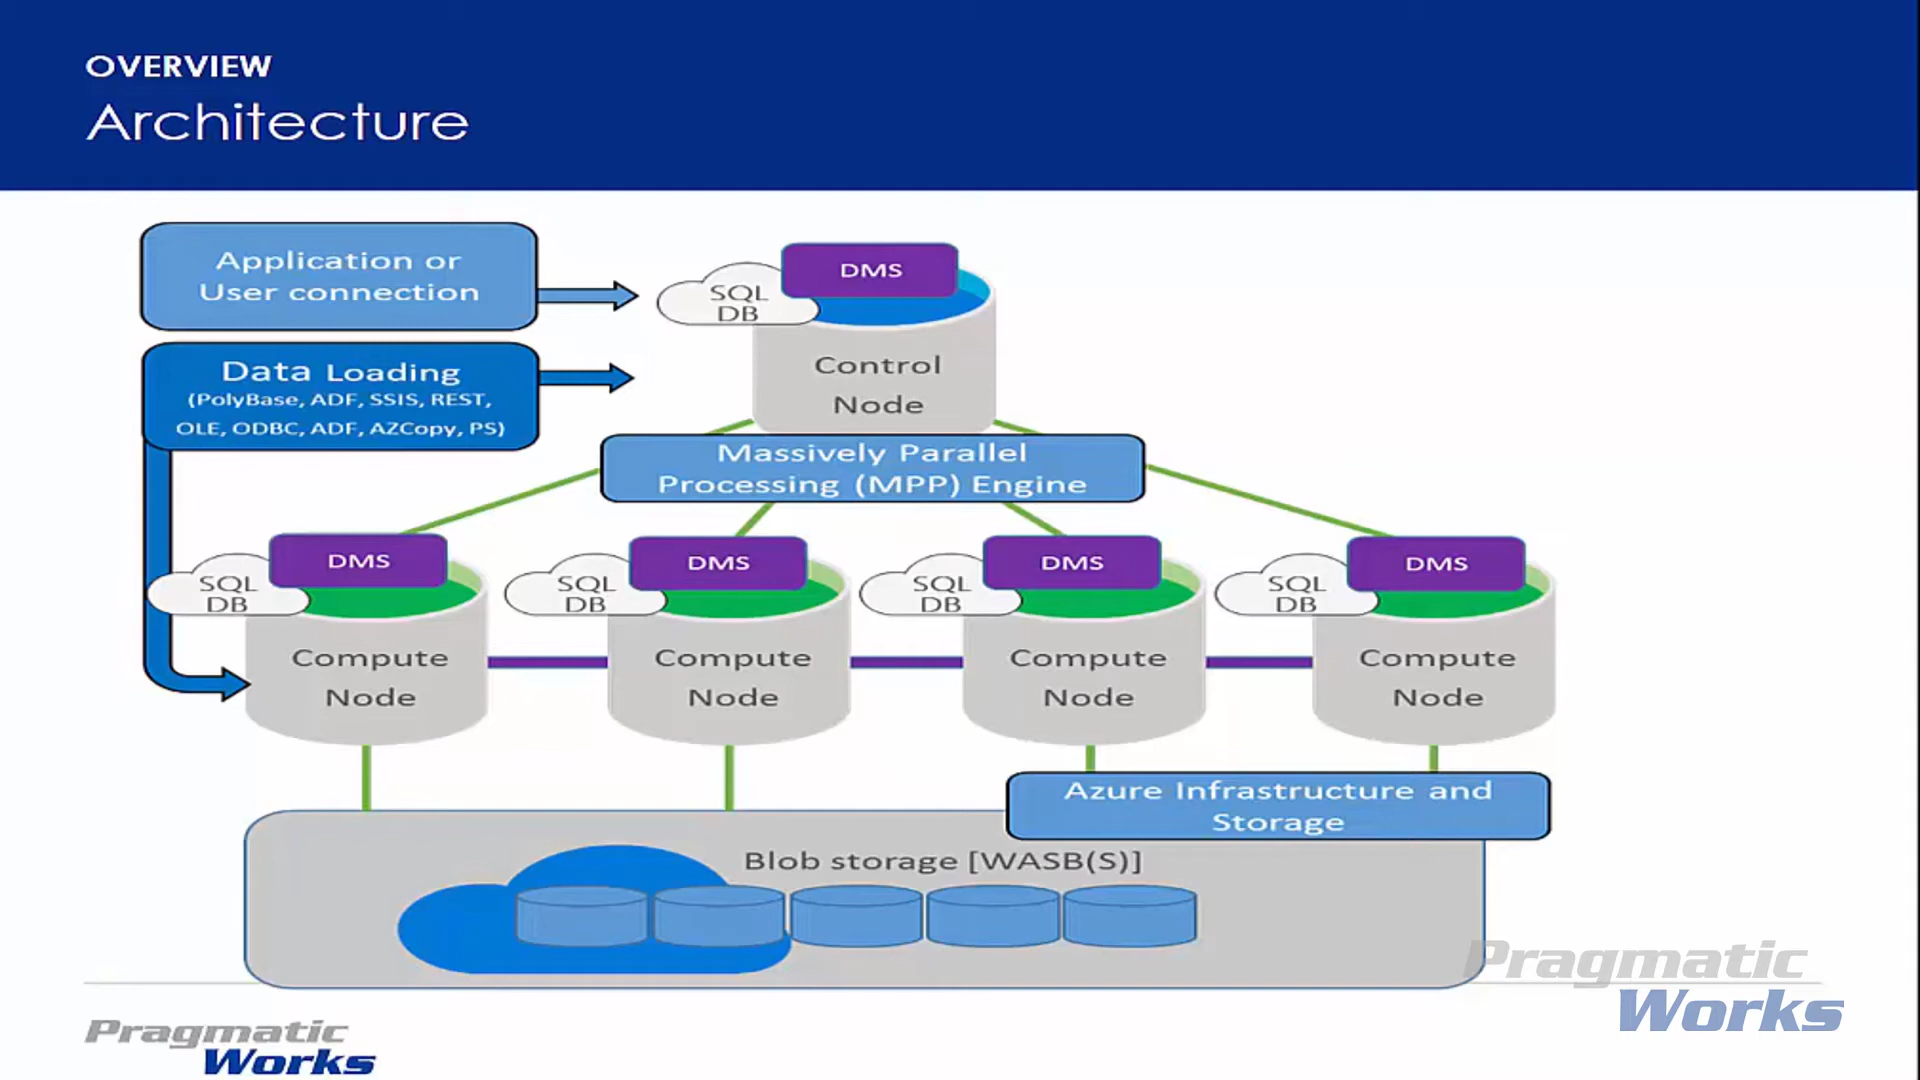 OVERVIEW
Architecture
Application or
User connection
DMS
SQL
DB
Control
Node
Data Loading
(PolyBase, ADF, SSIS, REST,
OLE, ODBC, ADF, AZCopy, PS)
Massively Parallel
Processing (MPP) Engine
DMS
SQL
DB
Compute
Node
DMS
SQL
DB
Compute
Node
DMS
SQL
DB
Compute
Node
DMS
SQL
DB
Compute
Node
Azure Infrastructure and
Storage
Blob storage [WASB(S)]
Pragmatic
Works
Pragmatic
Works